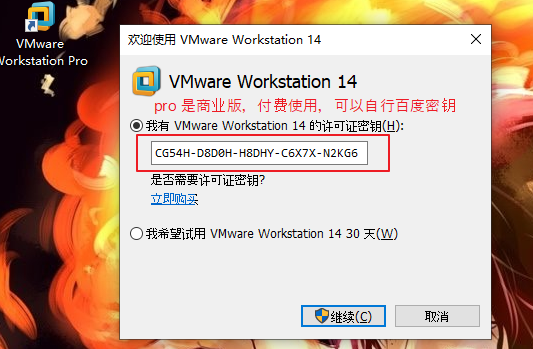 VMware
Workstation Pro
欢迎使用 VMware Workstation 14
VMware Workstation 14
pro 是商业版，付费使用，可以自行百度密钥
我有 VMware Workstation 14 的许可证密钥(H):
CG54H-D8D0H-H8DHY-C6X7X-N2KG6
是否需要许可证密钥?
立即购买
我希望试用 VMware Workstation 14 30 天(W)
继续(C)
取消